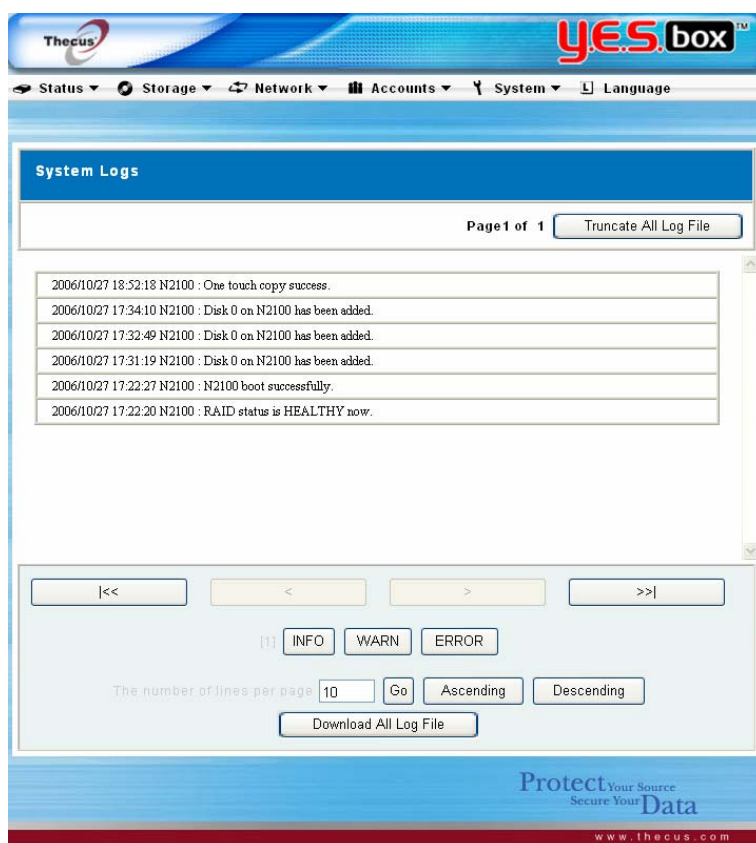 Thecus
Y.E.S.box™
Status Storage Network Accounts System L Language
System Logs
Page1 of 1 Truncate All Log File
2006/10/27 18:52:18 N2100 : One touch copy success.
2006/10/27 17:34:10 N2100 : Disk 0 on N2100 has been added.
2006/10/27 17:32:49 N2100 : Disk 0 on N2100 has been added.
2006/10/27 17:31:19 N2100 : Disk 0 on N2100 has been added.
2006/10/27 17:22:27 N2100 : N2100 boot successfully.
2006/10/27 17:22:20 N2100 : RAID status is HEALTHY now.
|<< < > >>|
[1] INFO WARN ERROR
The number of lines per page 10 Go Ascending Descending
Download All Log File
Protect Your Source
Secure Your Data
www.thecus.com